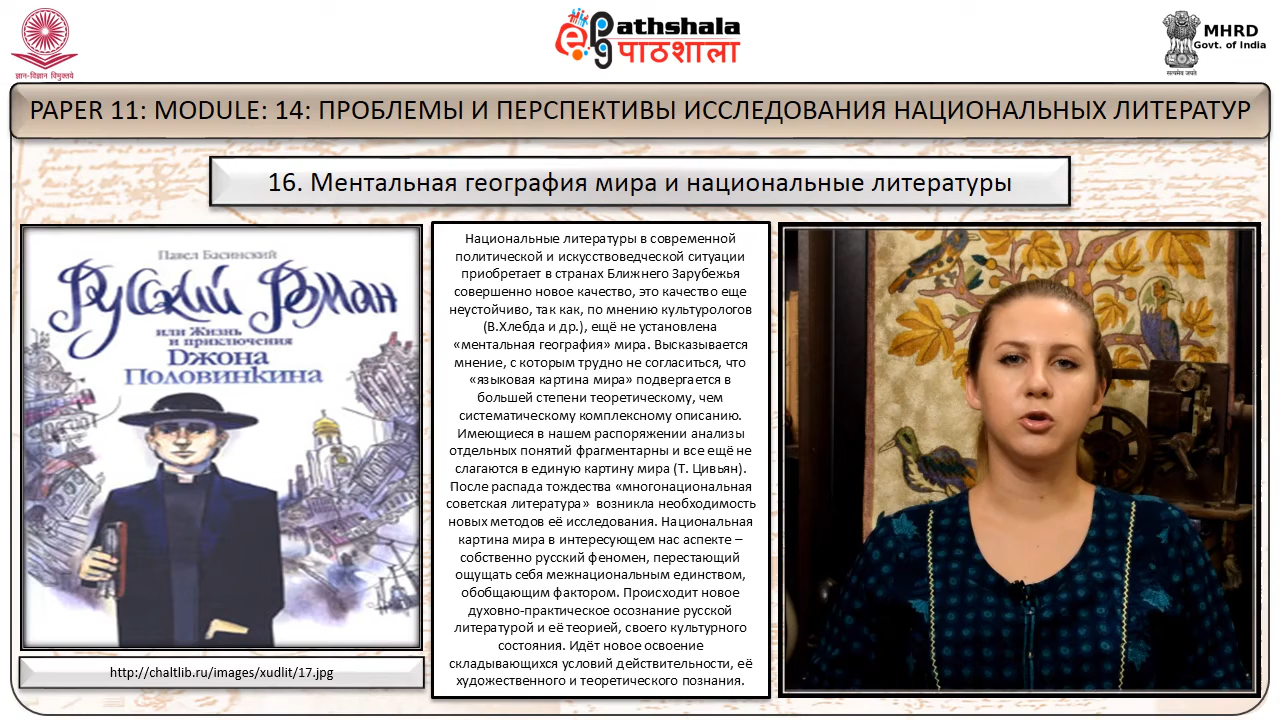 ज्ञान-विज्ञान विमुक्तये
ePathshala
पाठशाला
MHRD
Govt. of India
सत्यमेव जयते
PAPER 11: MODULE: 14: ПРОБЛЕМЫ И ПЕРСПЕКТИВЫ ИССЛЕДОВАНИЯ НАЦИОНАЛЬНЫХ ЛИТЕРАТУР
16. Ментальная география мира и национальные литературы
Павел Басинский
Русский Роман
или Жизнь
и приключения
Джона
Половинкина
http://chaltlib.ru/images/xudlit/17.jpg
Национальные литературы в современной
политической и искусствоведческой ситуации
приобретает в странах Ближнего Зарубежья
совершенно новое качество, это качество еще
неустойчиво, так как, по мнению культурологов
(В.Хлебда и др.), ещё не установлена
«ментальная география» мира. Высказывается
мнение, с которым трудно не согласиться, что
«языковая картина мира» подвергается в
большей степени теоретическому, чем
систематическому комплексному описанию.
Имеющиеся в нашем распоряжении анализы
отдельных понятий фрагментарны и все ещё не
слагаются в единую картину мира (Т. Цивьян).
После распада тождества «многонациональная
советская литература» возникла необходимость
новых методов её исследования. Национальная
картина мира в интересующем нас аспекте –
собственно русский феномен, перестающий
ощущать себя межнациональным единством,
обобщающим фактором. Происходит новое
духовно-практическое осознание русской
литературой и её теорией, своего культурного
состояния. Идёт новое освоение
складывающихся условий действительности, её
художественного и теоретического познания.